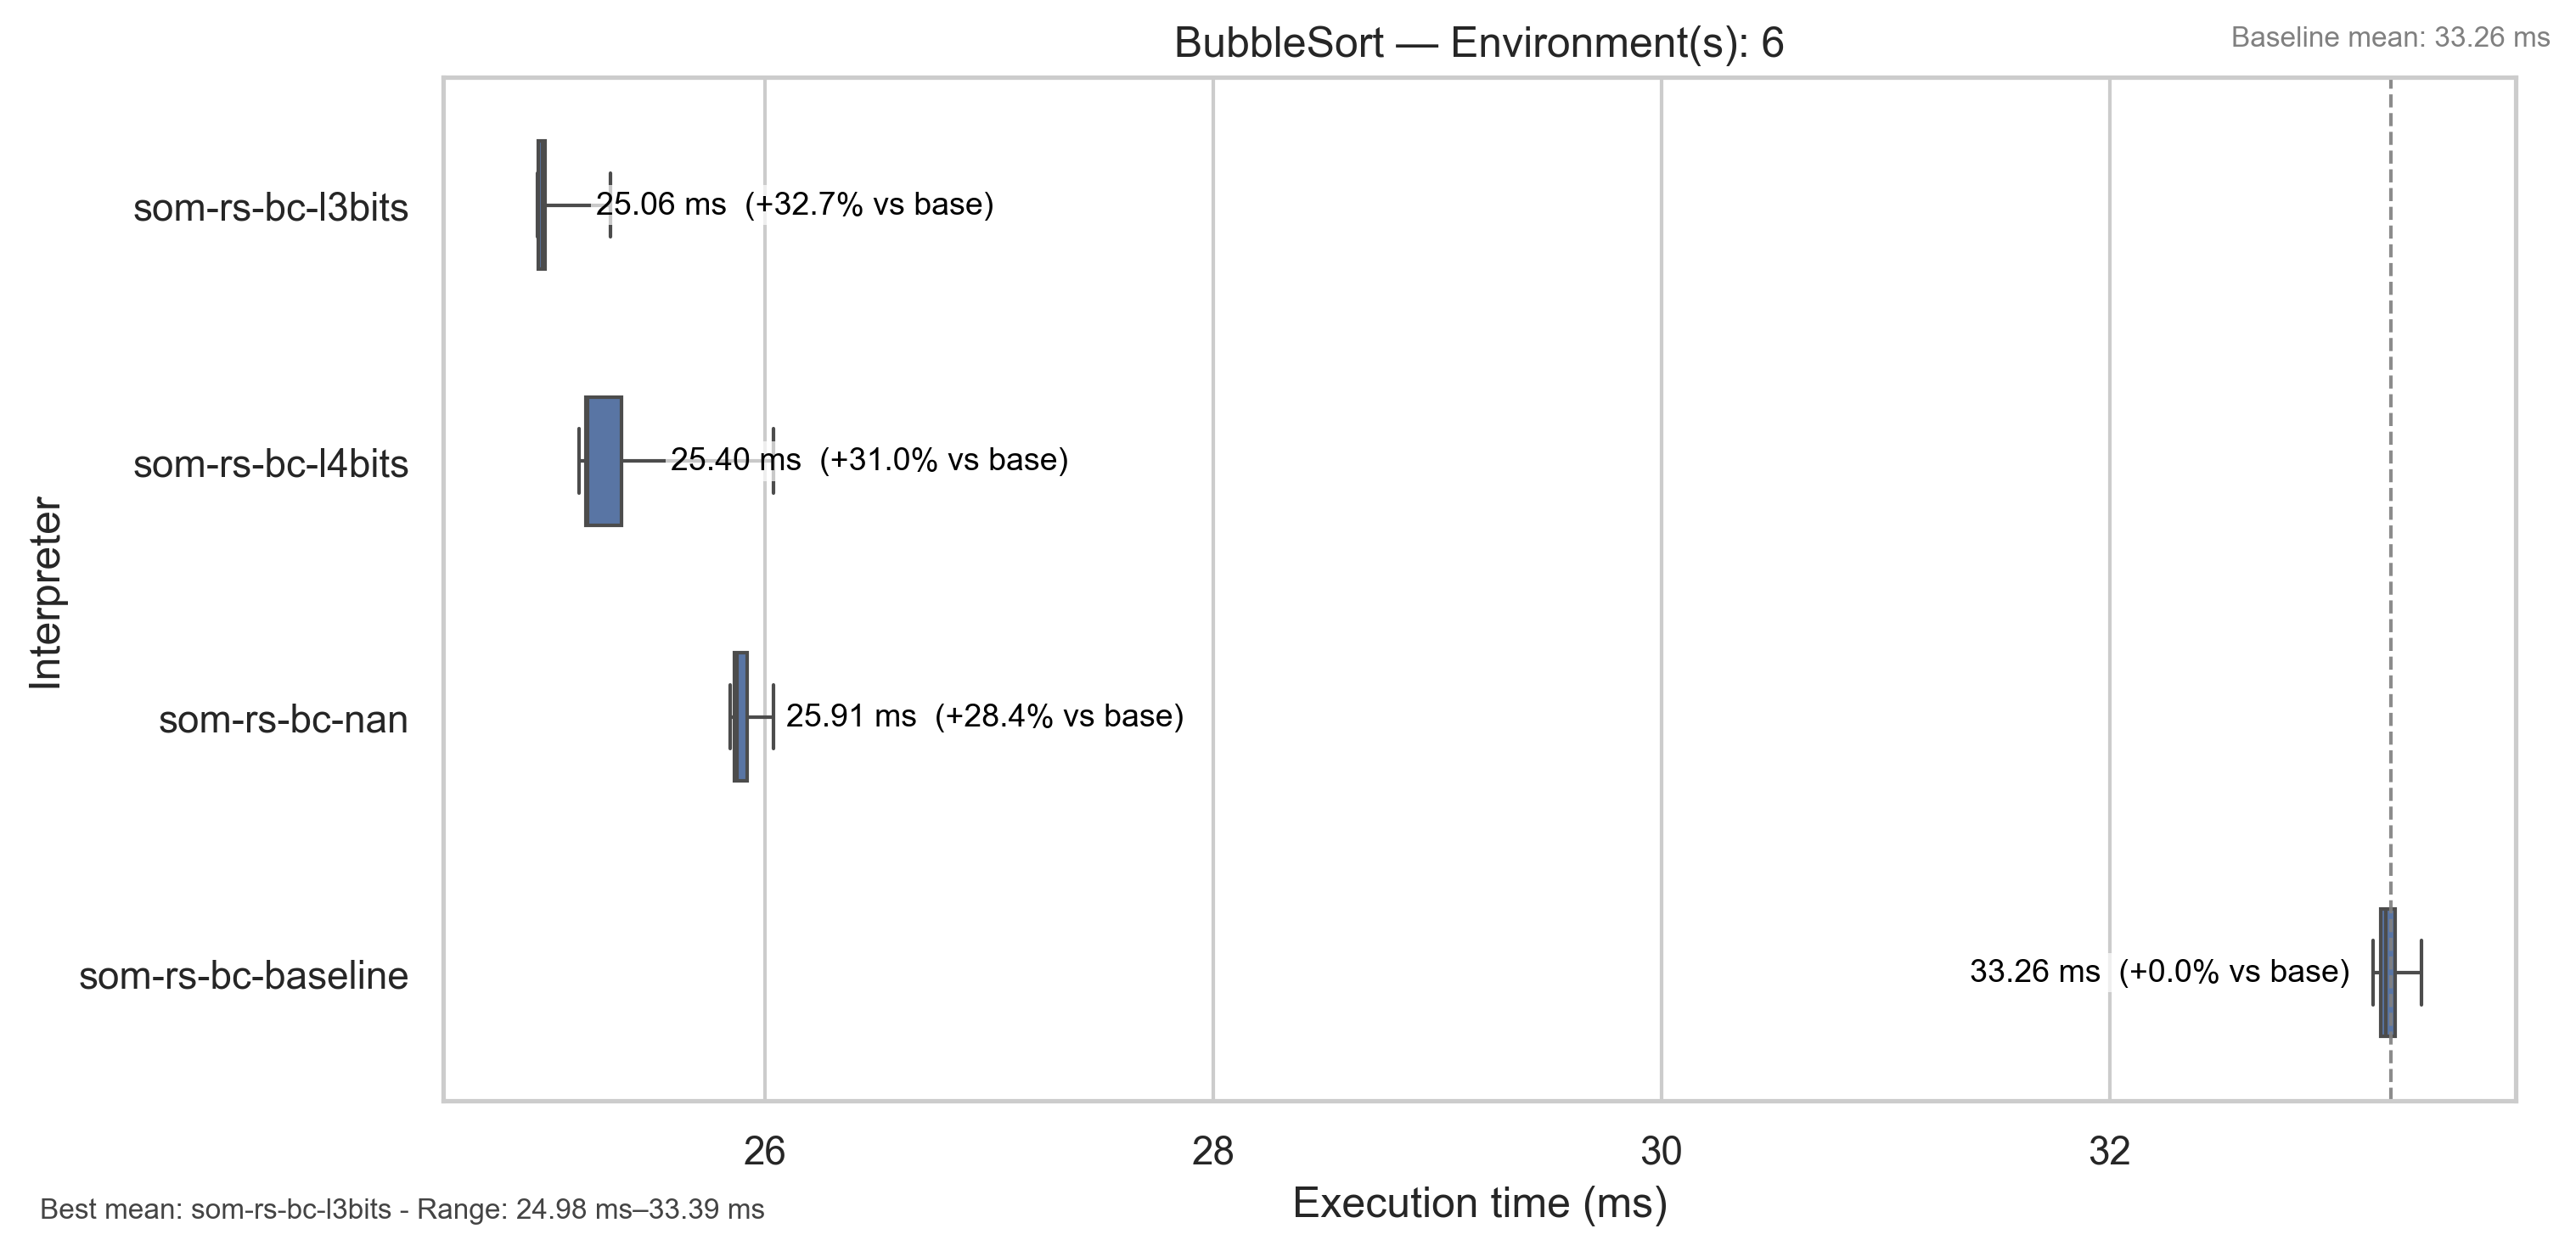 BubbleSort — Environment(s): 6
Baseline mean: 33.26 ms
Interpreter
som-rs-bc-l3bits
25.06 ms (+32.7% vs base)
som-rs-bc-l4bits
25.40 ms (+31.0% vs base)
som-rs-bc-nan
25.91 ms (+28.4% vs base)
som-rs-bc-baseline
33.26 ms (+0.0% vs base)
26 28 30 32
Execution time (ms)
Best mean: som-rs-bc-l3bits - Range: 24.98 ms–33.39 ms